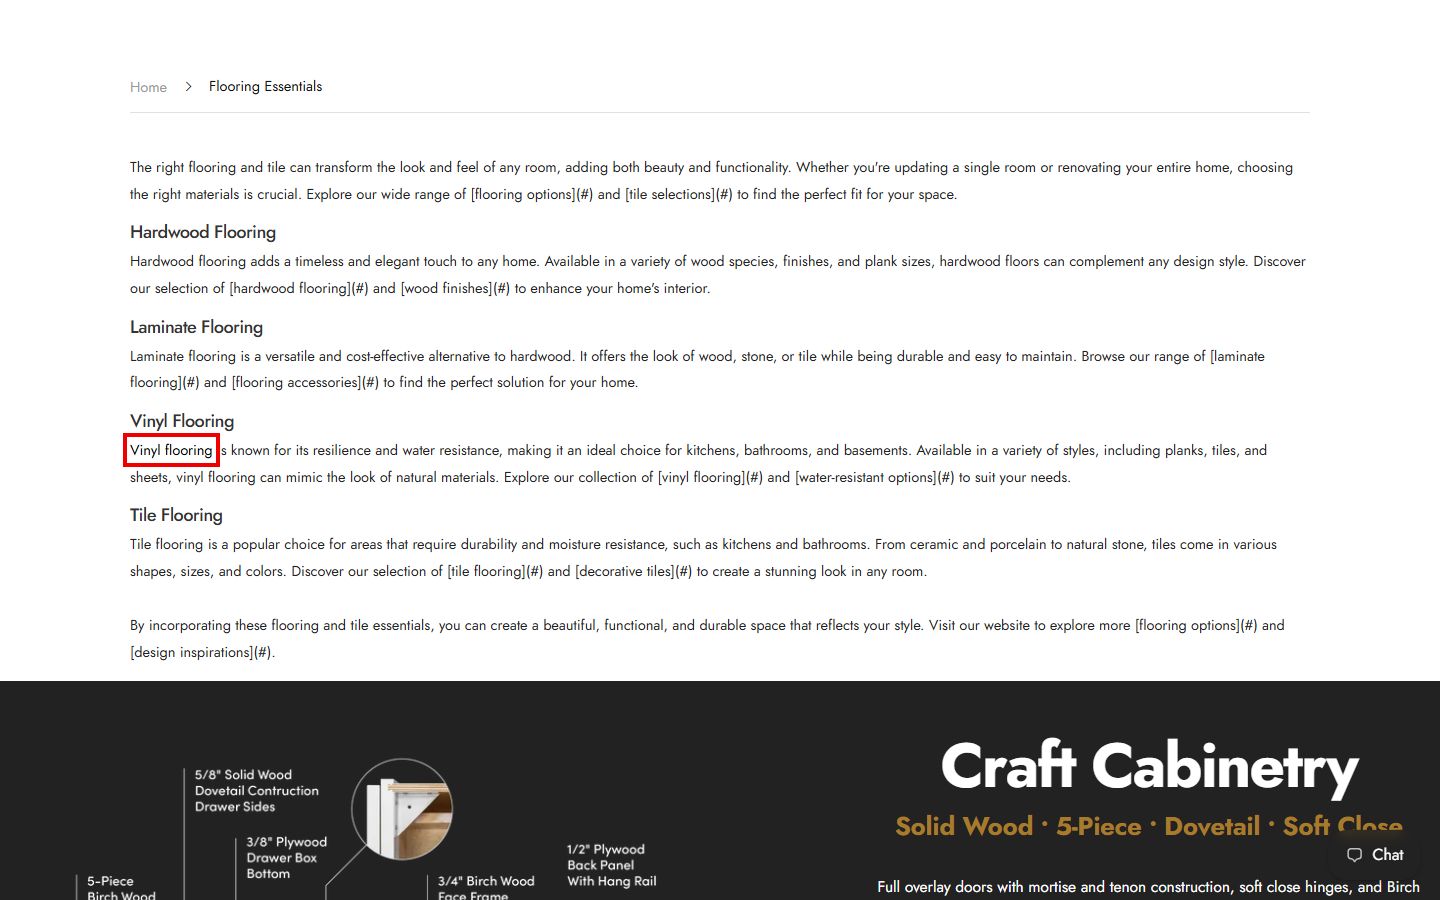 Home > Flooring Essentials
The right flooring and tile can transform the look and feel of any room, adding both beauty and functionality. Whether you're updating a single room or renovating your entire home, choosing
the right materials is crucial. Explore our wide range of [flooring options](#) and [tile selections](#) to find the perfect fit for your space.
Hardwood Flooring
Hardwood flooring adds a timeless and elegant touch to any home. Available in a variety of wood species, finishes, and plank sizes, hardwood floors can complement any design style. Discover
our selection of [hardwood flooring](#) and [wood finishes](#) to enhance your home's interior.
Laminate Flooring
Laminate flooring is a versatile and cost-effective alternative to hardwood. It offers the look of wood, stone, or tile while being durable and easy to maintain. Browse our range of [laminate
flooring](#) and [flooring accessories](#) to find the perfect solution for your home.
Vinyl Flooring
Vinyl flooring s known for its resilience and water resistance, making it an ideal choice for kitchens, bathrooms, and basements. Available in a variety of styles, including planks, tiles, and
sheets, vinyl flooring can mimic the look of natural materials. Explore our collection of [vinyl flooring](#) and [water-resistant options](#) to suit your needs.
Tile Flooring
Tile flooring is a popular choice for areas that require durability and moisture resistance, such as kitchens and bathrooms. From ceramic and porcelain to natural stone, tiles come in various
shapes, sizes, and colors. Discover our selection of [tile flooring](#) and [decorative tiles](#) to create a stunning look in any room.
By incorporating these flooring and tile essentials, you can create a beautiful, functional, and durable space that reflects your style. Visit our website to explore more [flooring options](#) and
[design inspirations](#).
5/8" Solid Wood
Dovetail Contruction
Drawer Sides
3/8" Plywood
Drawer Box
Bottom
5-Piece
Birch Wood
1/2" Plywood
Back Panel
With Hang Rail
3/4" Birch Wood
Face Frame
Craft Cabinetry
Solid Wood • 5-Piece • Dovetail • Soft Close
Chat
Full overlay doors with mortise and tenon construction, soft close hinges, and Birch